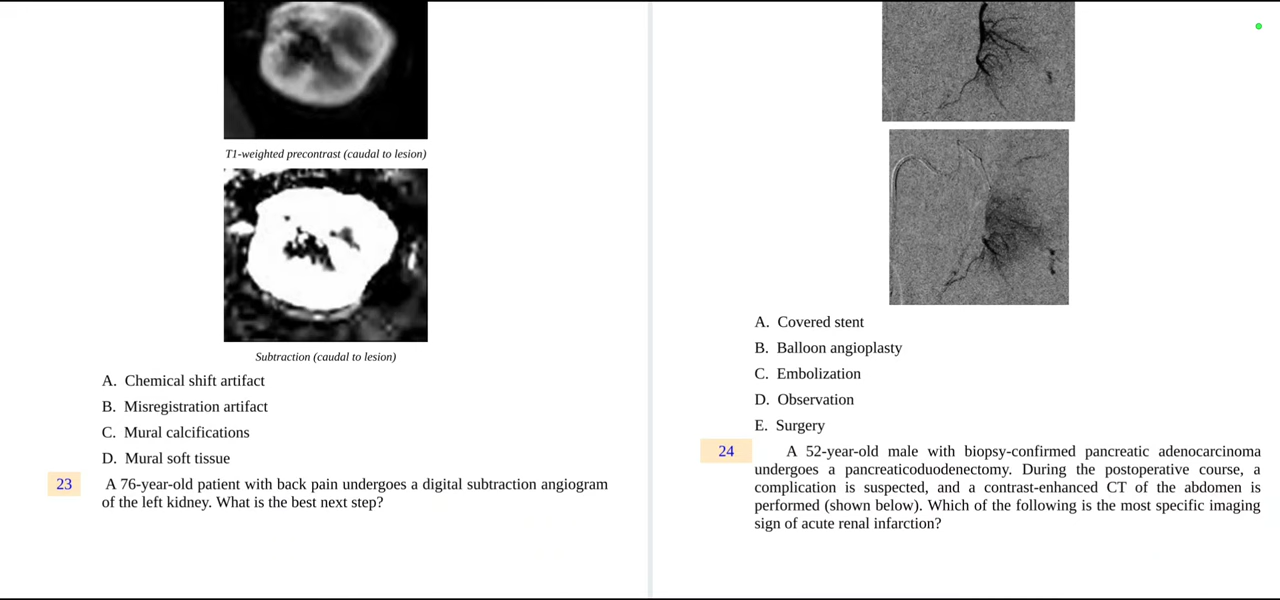 T1-weighted precontrast (caudal to lesion)
Subtraction (caudal to lesion)
A. Chemical shift artifact
B. Misregistration artifact
C. Mural calcifications
D. Mural soft tissue
23 A 76-year-old patient with back pain undergoes a digital subtraction angiogram
of the left kidney. What is the best next step?
A. Covered stent
B. Balloon angioplasty
C. Embolization
D. Observation
E. Surgery
24 A 52-year-old male with biopsy-confirmed pancreatic adenocarcinoma
undergoes a pancreaticoduodenectomy. During the postoperative course, a
complication is suspected, and a contrast-enhanced CT of the abdomen is
performed (shown below). Which of the following is the most specific imaging
sign of acute renal infarction?